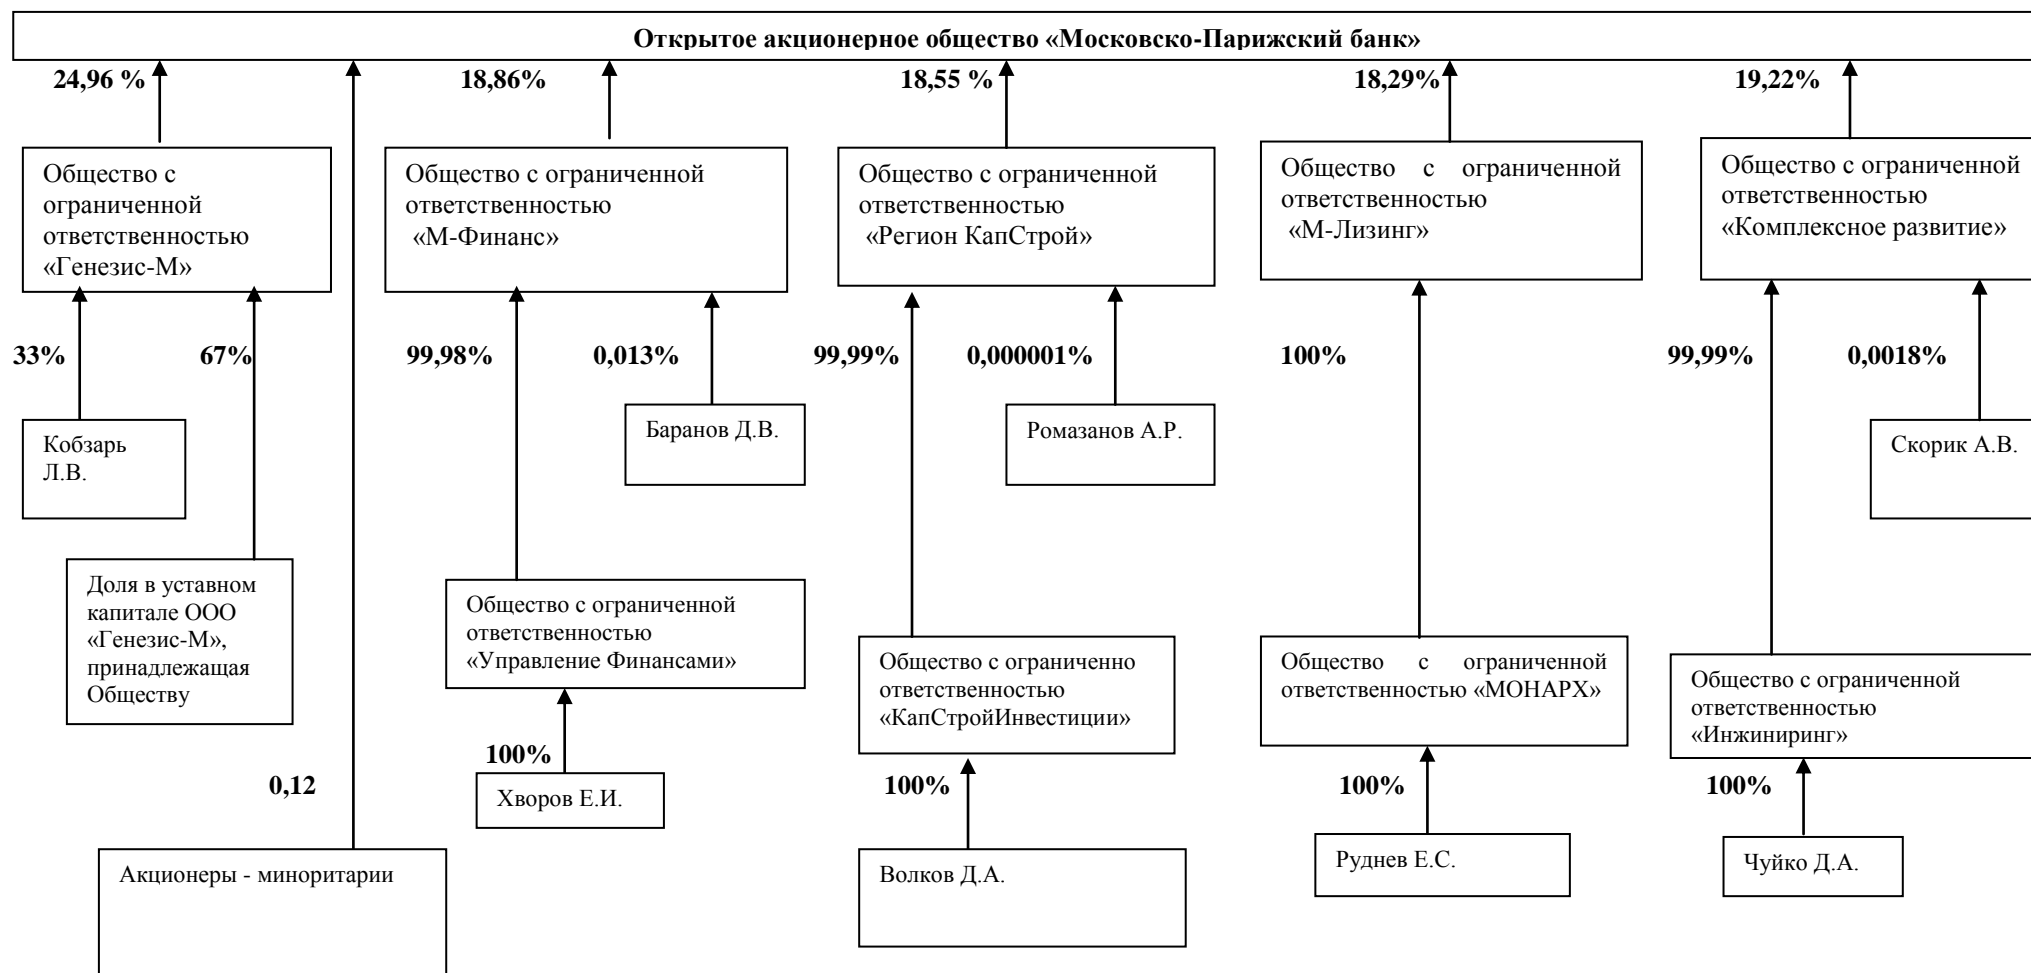 Открытое акционерное общество «Московско-Парижский банк»
24,96 %
18,86%
18,55 %
18,29%
19,22%
Общество с
ограниченной
ответственностью
«Генезис-М»
Общество с ограниченной
ответственностью
«М-Финанс»
Общество с ограниченной
ответственностью
«Регион КапСтрой»
Общество с ограниченной
ответственностью
«М-Лизинг»
Общество с ограниченной
ответственностью
«Комплексное развитие»
33%
67%
99,98%
0,013%
99,99%
0,000001%
100%
99,99%
0,0018%
Кобзарь
Л.В.
Баранов Д.В.
Ромазанов А.Р.
Скорик А.В.
Доля в уставном
капитале ООО
«Генезис-М»,
принадлежащая
Обществу
Общество с ограниченной
ответственностью
«Управление Финансами»
Общество с ограниченно
ответственностью
«КапСтройИнвестиции»
Общество с ограниченной
ответственностью «МОНАРХ»
Общество с ограниченной
ответственностью
«Инжиниринг»
0,12
100%
100%
100%
100%
Хворов Е.И.
Акционеры - миноритарии
Волков Д.А.
Руднев Е.С.
Чуйко Д.А.